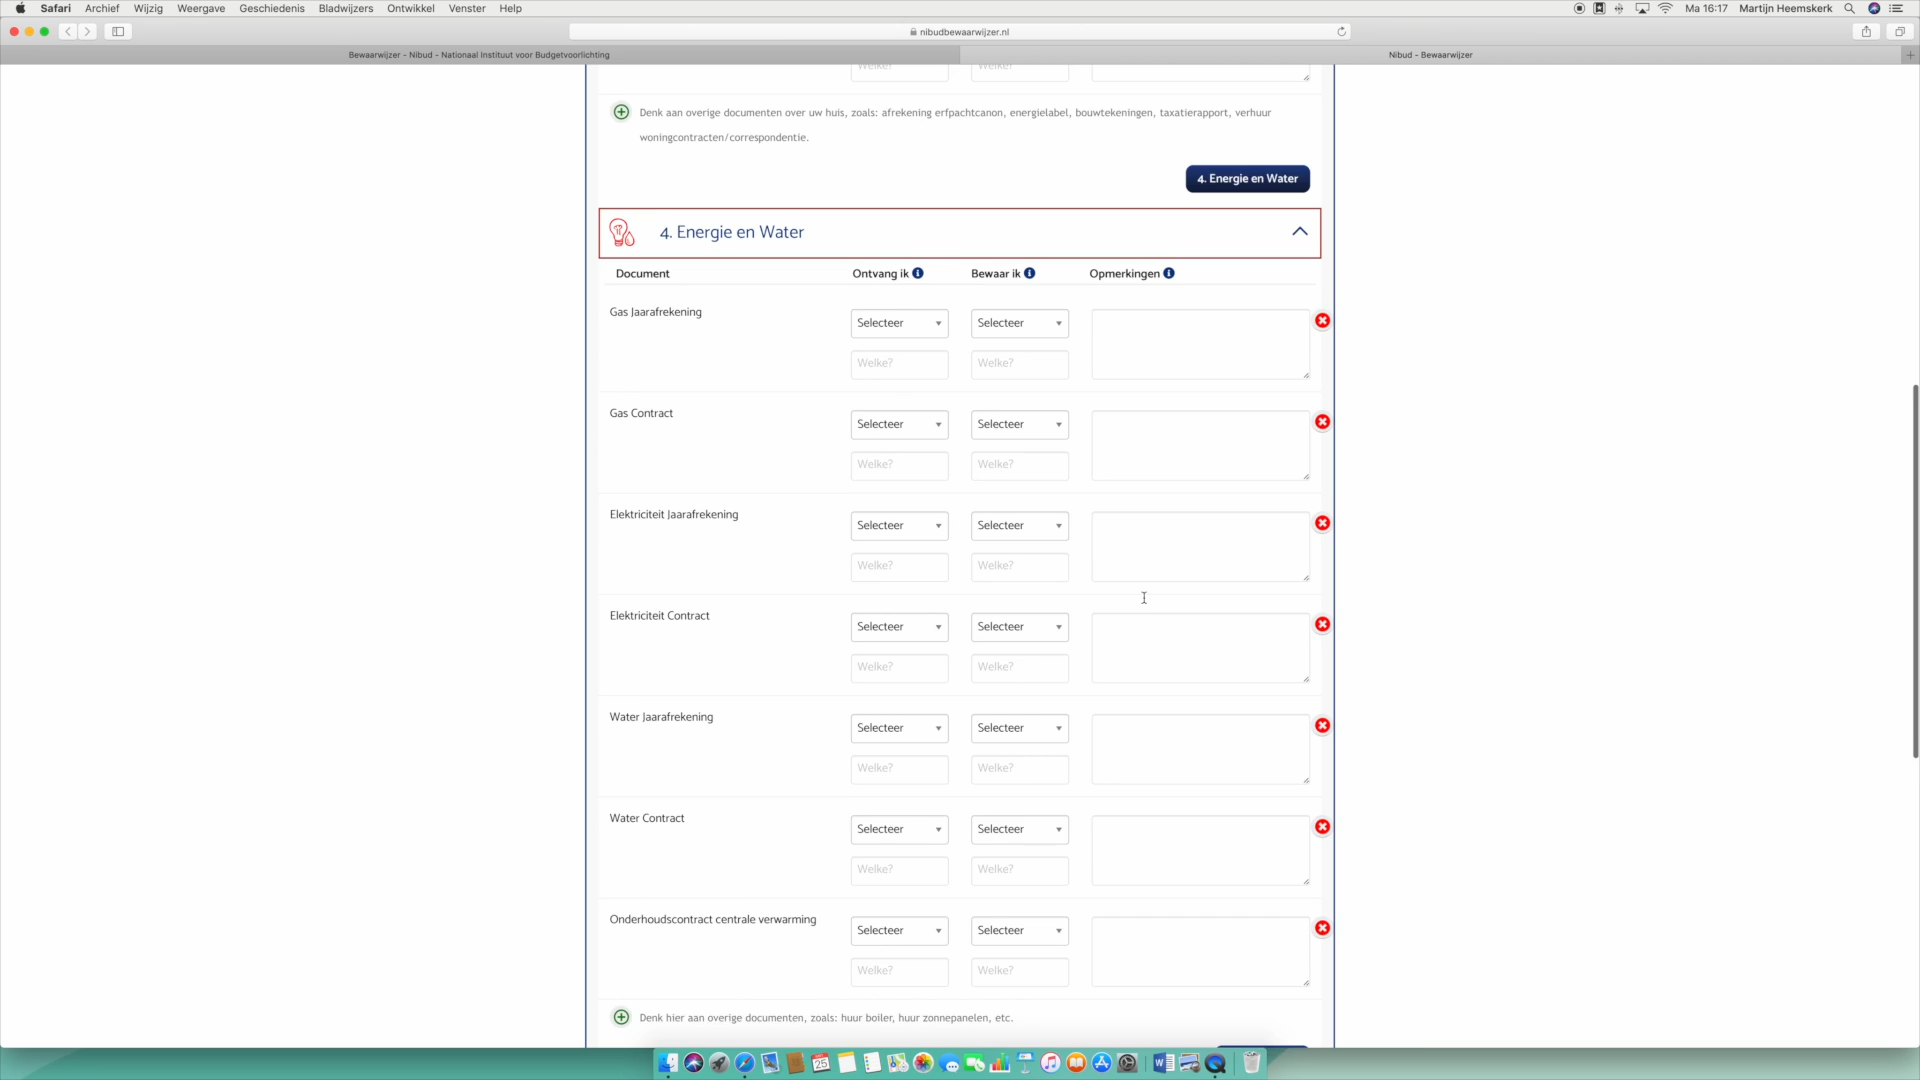 Safari Archief Wijzig Weergave Geschiedenis Bladwijzers Ontwikkel Venster Help Ma 16:17 Martijn Heemskerk
nibudbewaarwijzer.nl
Bewaarwijzer - Nibud - Nationaal Instituut voor Budgetvoorlichting Nibud - Bewaarwijzer
Welke? Welke?
Denk aan overige documenten over uw huis, zoals: afrekening erfpachtcanon, energielabel, bouwtekeningen, taxatierapport, verhuur
woningcontracten/correspondentie.
4. Energie en Water
4. Energie en Water
Document Ontvang ik Bewaar ik Opmerkingen
Gas Jaarafrekening
Selecteer Selecteer
Welke? Welke?
Gas Contract
Selecteer Selecteer
Welke? Welke?
Elektriciteit Jaarafrekening
Selecteer Selecteer
Welke? Welke?
Elektriciteit Contract
Selecteer Selecteer
Welke? Welke?
Water Jaarafrekening
Selecteer Selecteer
Welke? Welke?
Water Contract
Selecteer Selecteer
Welke? Welke?
Onderhoudscontract centrale verwarming
Selecteer Selecteer
Welke? Welke?
Denk hier aan overige documenten, zoals: huur boiler, huur zonnepanelen, etc.
25